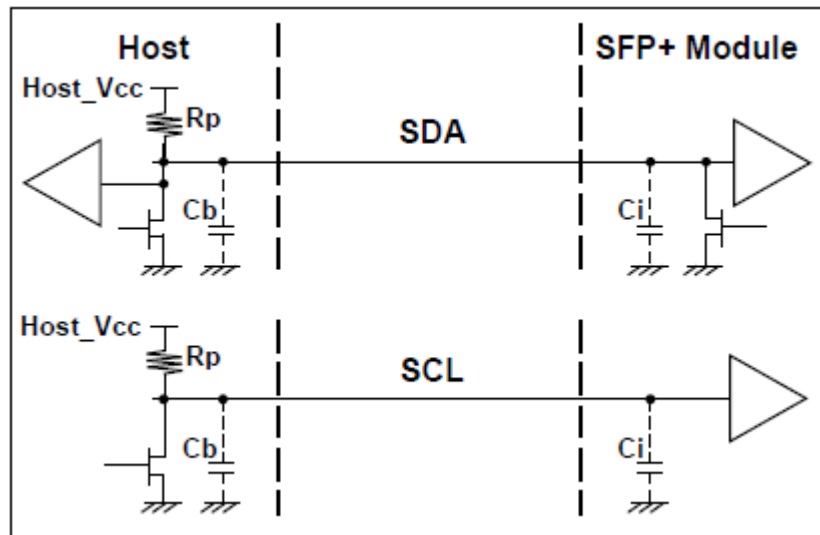 Host
SFP+ Module
Host_Vcc
Rp
SDA
Cb
Ci
Host_Vcc
Rp
SCL
Cb
Ci